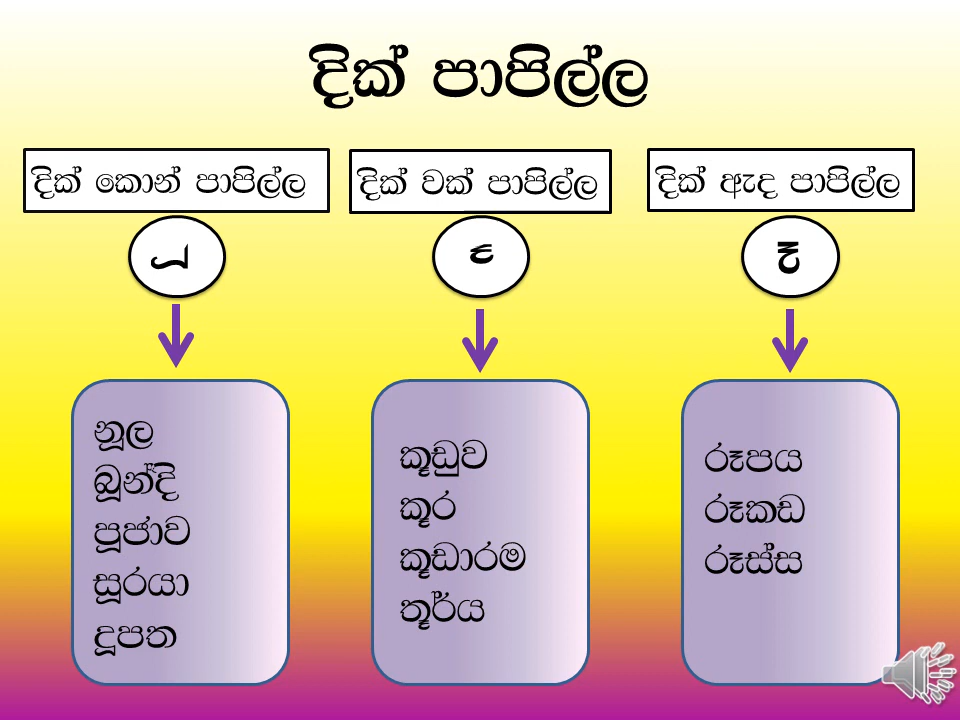 දික් පාපිල්ල
දික් කොන් පාපිල්ල
දික් වක් පාපිල්ල
දික් ඇද පාපිල්ල
නූල
බූන්දි
පූජාව
සූරයා
දූපත
කූඩුව
කූර
කූඩාරම
තූර්ය
රූපය
රූකඩ
රූස්ස